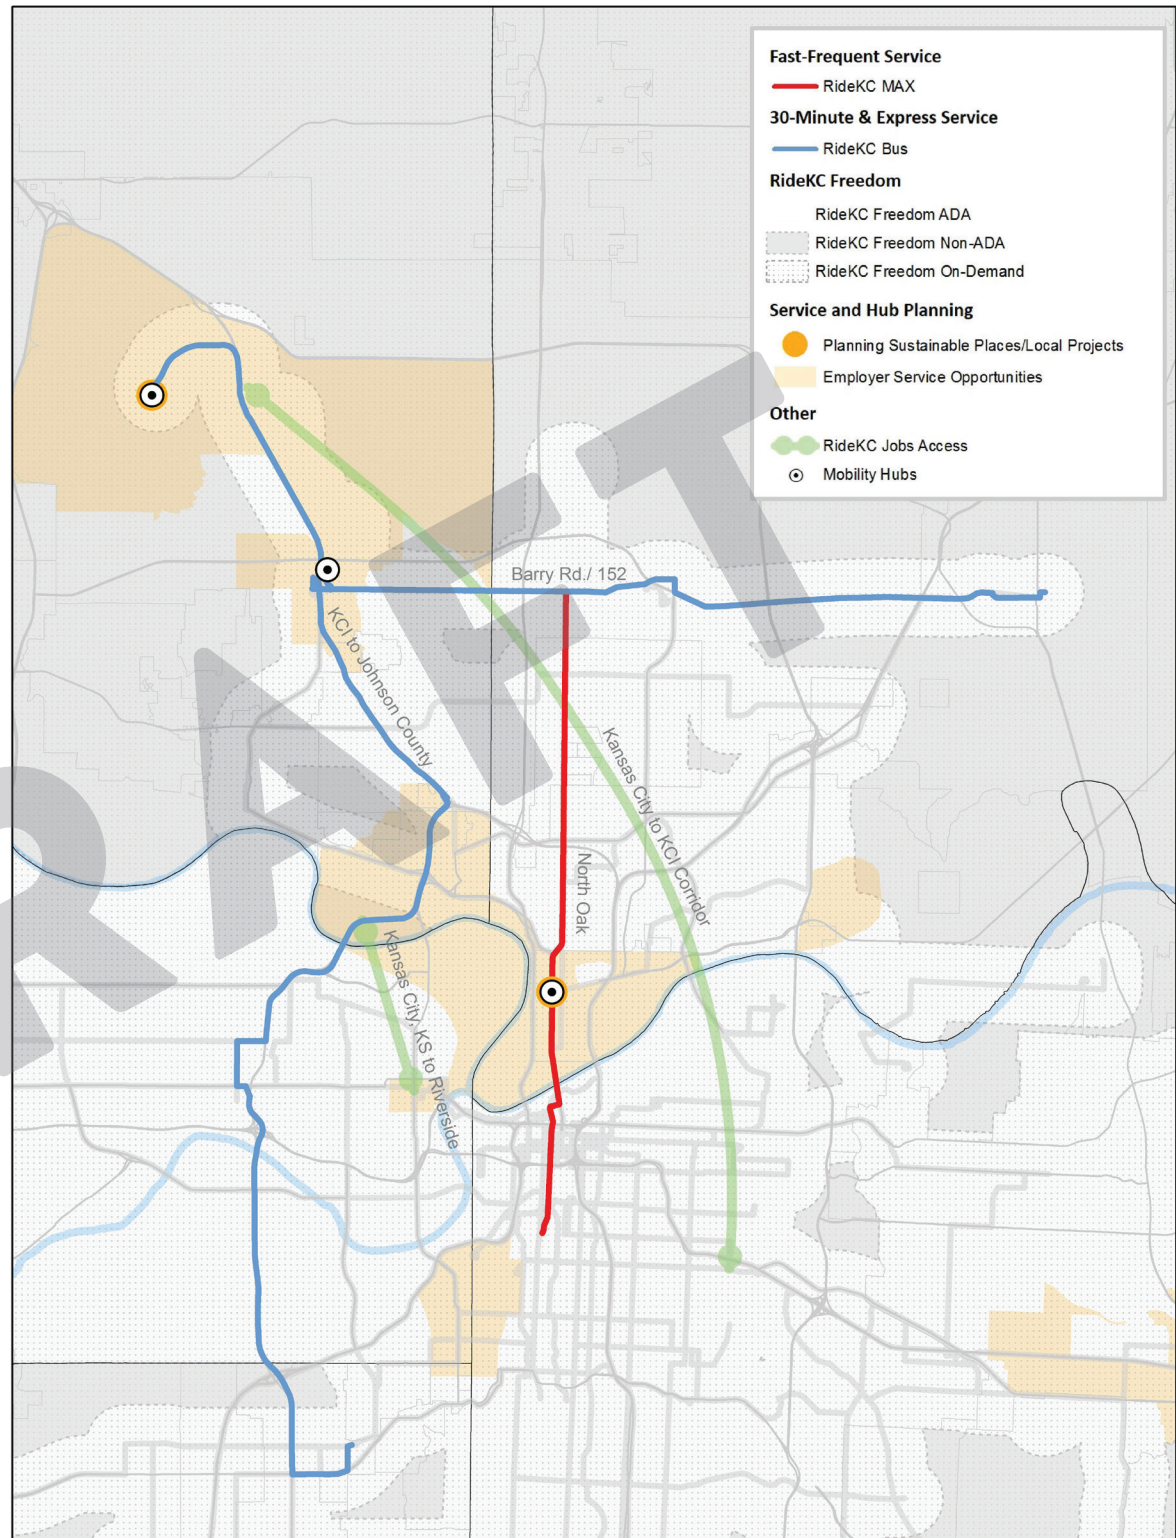 Fast-Frequent Service
RideKC MAX
30-Minute & Express Service
RideKC Bus
RideKC Freedom
RideKC Freedom ADA
RideKC Freedom Non-ADA
RideKC Freedom On-Demand
Service and Hub Planning
Planning Sustainable Places/Local Projects
Employer Service Opportunities
Other
RideKC Jobs Access
Mobility Hubs
Barry Rd./ 152
KCI to Johnson County
Kansas City to KCI Corridor
North Oak
Kansas City, KS to Riverside
RAFT